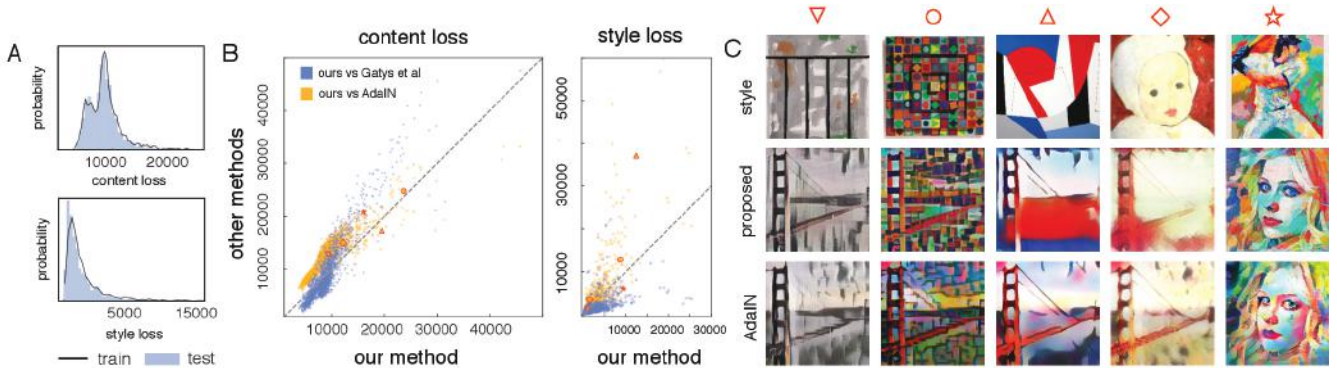 A
probability
10000
20000
content loss
probability
5000
15000
style loss
train
test
B
content loss
ours vs Gatys et al
ours vs AdaIN
other methods
40000
30000
20000
10000
10000
20000
30000
40000
our method
style loss
50000
30000
10000
0
10000
20000
30000
our method
C
style
proposed
AdaIN